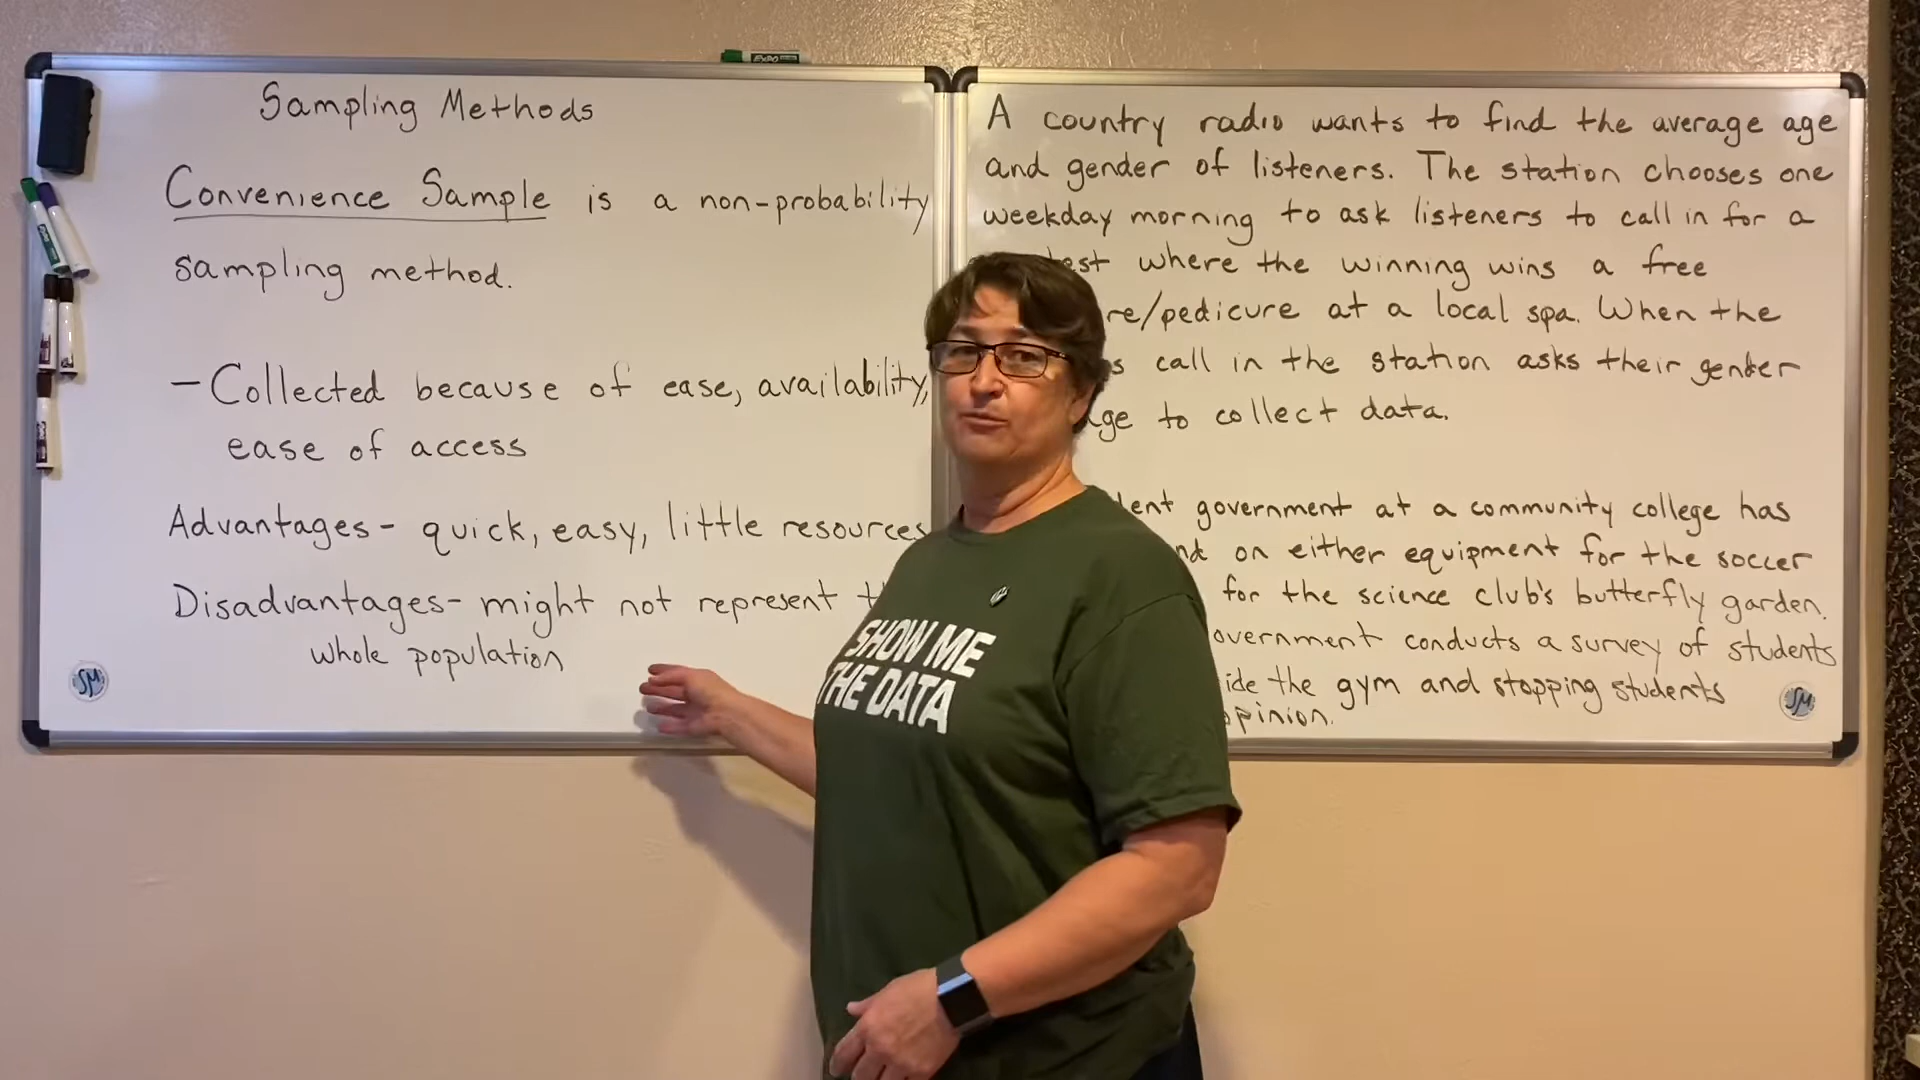 Sampling Methods
Convenience Sample is a non-probability
sampling method.
- Collected because of ease, availability,
ease of access
Advantages - quick, easy, little resources
Disadvantages - might not represent
whole population
A country radio wants to find the average age
and gender of listeners. The station chooses one
weekday morning to ask listeners to call in for a
where the winning wins a free
/pedicure at a local spa. When the
call in the station asks their gender
to collect data.
government at a community college has
on either equipment for the soccer
for the science club's butterfly garden.
conducts a survey of students
the gym and stopping students
opinion.
SHOW ME
THE DATA
EXPO
SM
SM